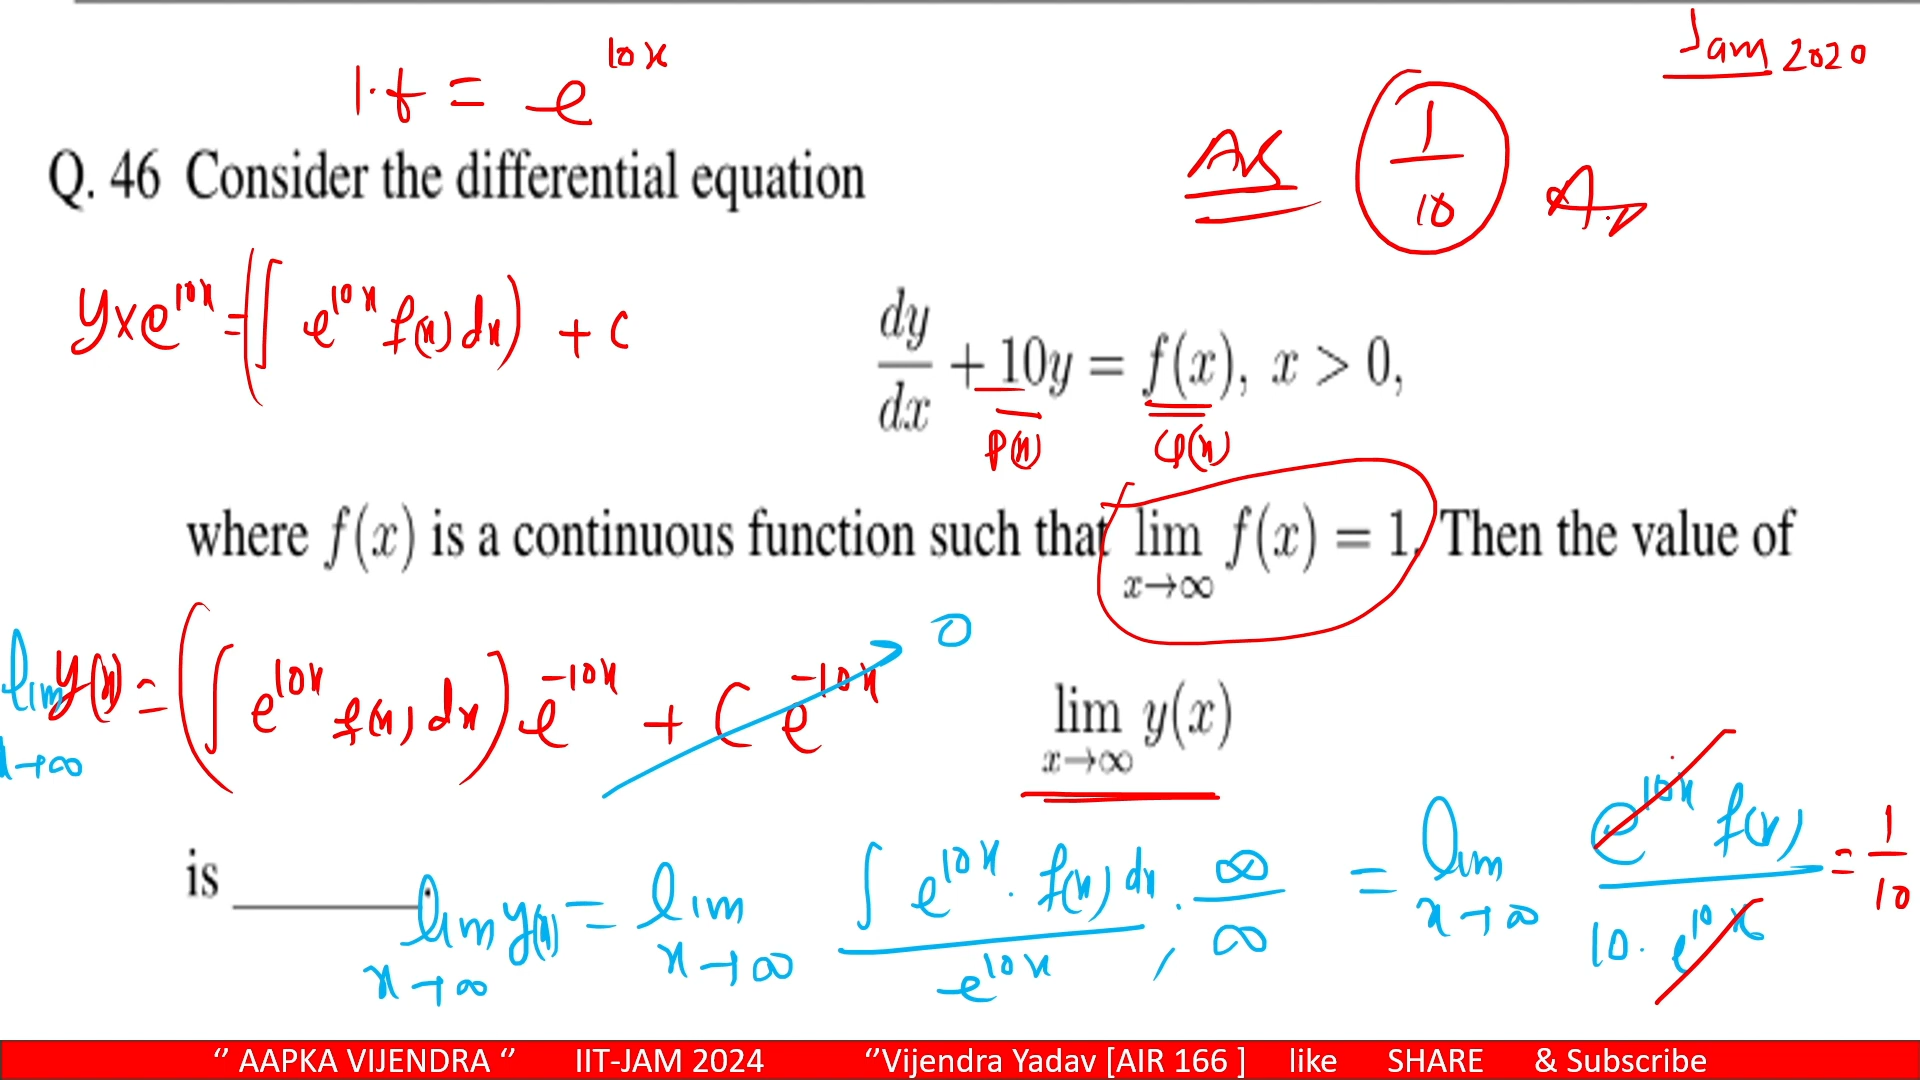 Jam 2020
I.f = e^{10x}
Q. 46 Consider the differential equation
As 1/10 A
y×e^{10x} = (∫ e^{10x} f(x) dx) + C
dy/dx + 10y = f(x), x > 0,
P(x) Q(x)
where f(x) is a continuous function such that lim_{x→∞} f(x) = 1. Then the value of
lim_{x→∞} y(x) = (∫ e^{10x} f(x) dx) e^{-10x} + C e^{-10x} 0
lim_{x→∞} y(x)
is ________.
lim_{x→∞} y(x) = lim_{x→∞} ∫ e^{10x}. f(x) dx / e^{10x} , ∞/∞ = lim_{x→∞} e^{10x} f(x) / 10. e^{10x} = 1/10
‘’ AAPKA VIJENDRA ‘’ IIT-JAM 2024 ‘’Vijendra Yadav [AIR 166 ] like SHARE & Subscribe